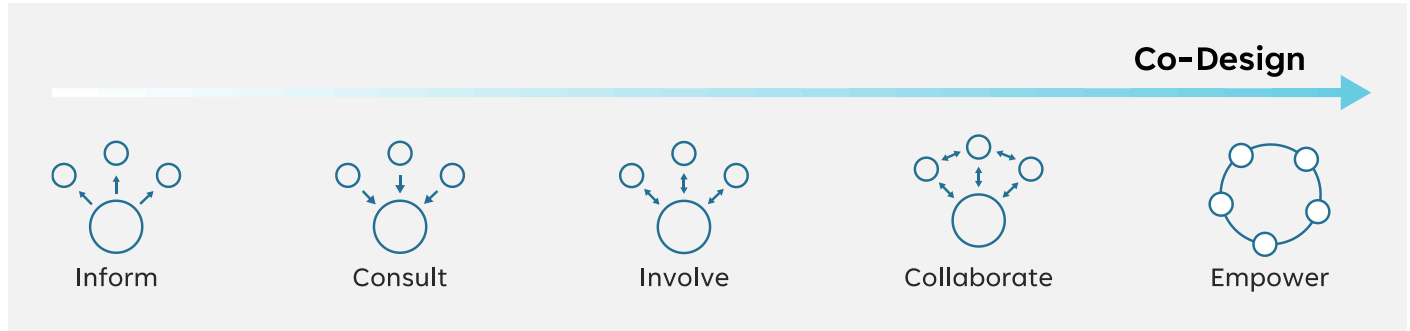 Co-Design
Inform
Consult
Involve
Collaborate
Empower